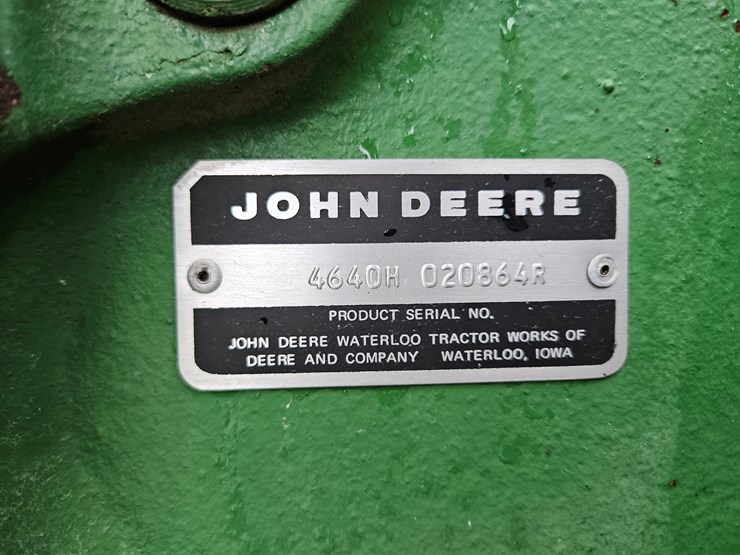 JOHN DEERE
4640H 020864R
PRODUCT SERIAL NO.
JOHN DEERE WATERLOO TRACTOR WORKS OF
DEERE AND COMPANY WATERLOO, IOWA